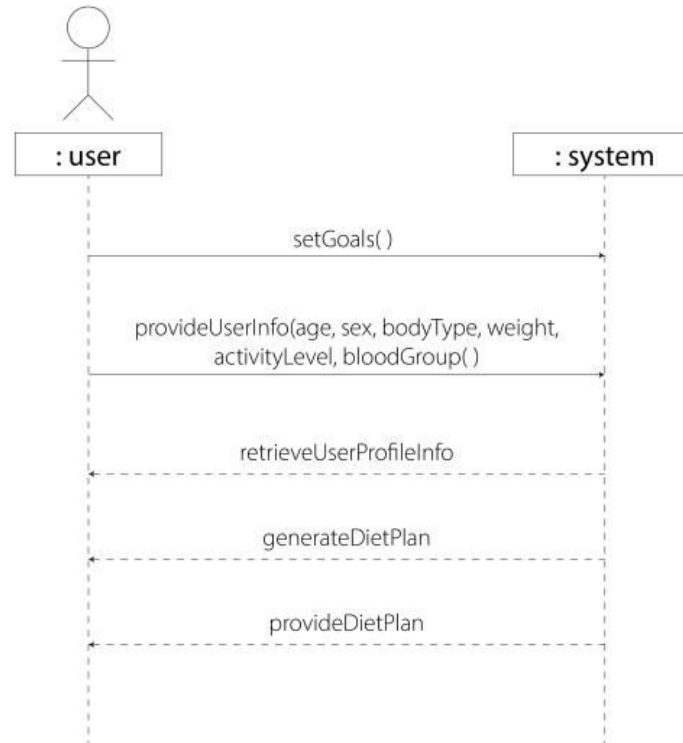 : user
: system
setGoals( )
provideUserInfo(age, sex, bodyType, weight,
activityLevel, bloodGroup( )
retrieveUserProfileInfo
generateDietPlan
provideDietPlan